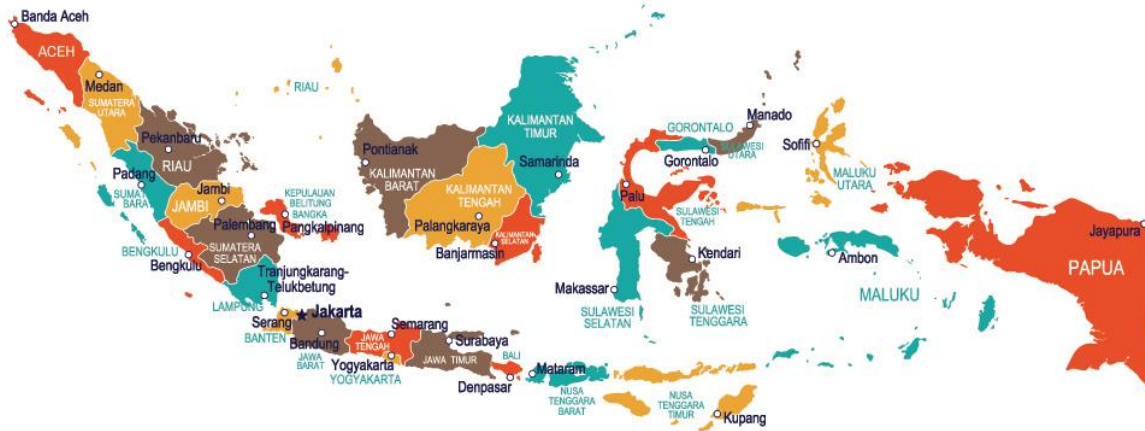 Banda Aceh
ACEH
Medan
SUMATERA
UTARA
RIAU
Pekanbaru
RIAU
Padang
SUMAT
BARA
Jambi
JAMBI
KEPULAUAN
BELITUNG
BANGKA
Pangkalpinang
Palembang
SUMATERA
SELATAN
BENGKULU
Bengkulu
Tranjungkarang-
Telukbetung
LAMPUNG
Serang
BANTEN
Jakarta
Bandung
JAWA
BARAT
Semarang
JAWA
TENGAH
Yogyakarta
YOGYAKARTA
Surabaya
JAWA TIMUR
BALI
Denpasar
Mataram
NUSA
TENGGARA
BARAT
NUSA
TENGGARA
TIMUR
Kupang
Pontianak
KALIMANTAN
BARAT
KALIMANTAN
TENGAH
Palangkaraya
KALIMANTAN
TIMUR
Samarinda
KALIMANTAN
SELATAN
Banjarmasin
GORONTALO
Gorontalo
Manado
SULAWESI
UTARA
Palu
SULAWESI
TENGAH
Kendari
Makassar
SULAWESI
SELATAN
SULAWESI
TENGGARA
Sofifi
MALUKU
UTARA
Ambon
MALUKU
Jayapura
PAPUA